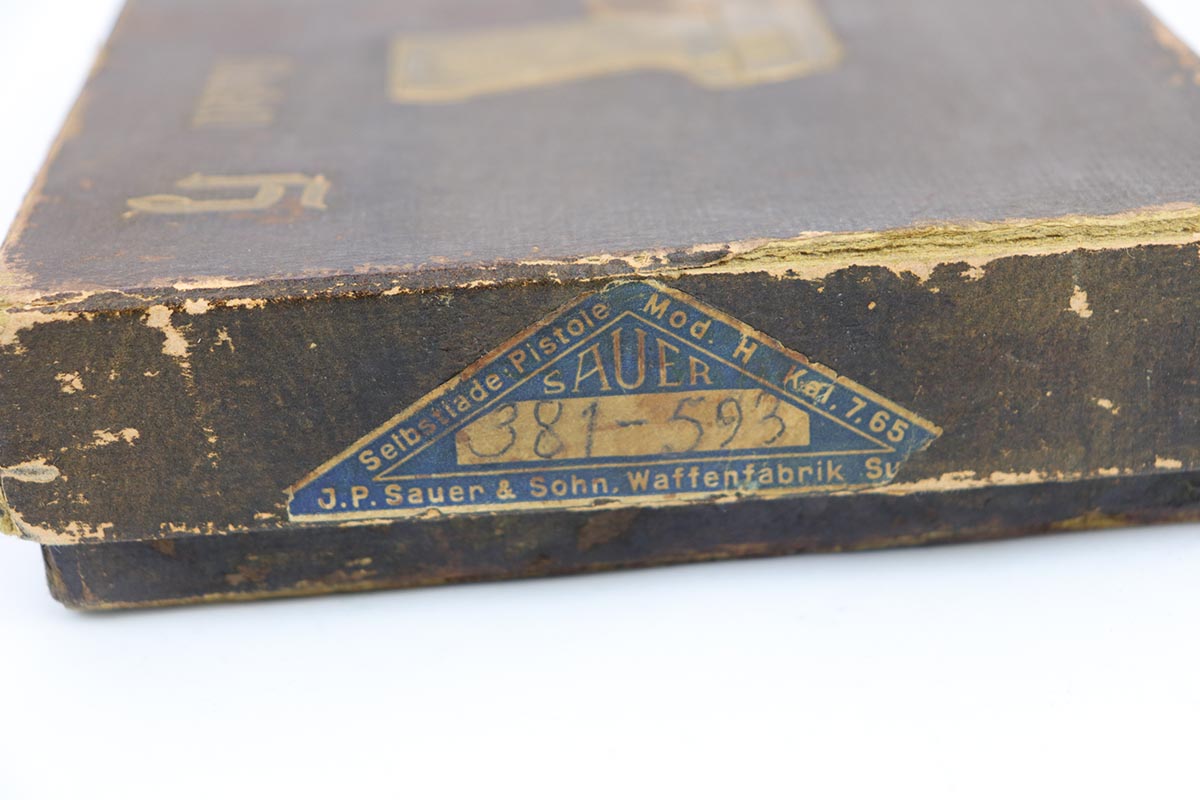 Selbstlade-Pistole Mod. H Kal. 7,65
SAUER
381-593
J.P. Sauer & Sohn, Waffenfabrik Su